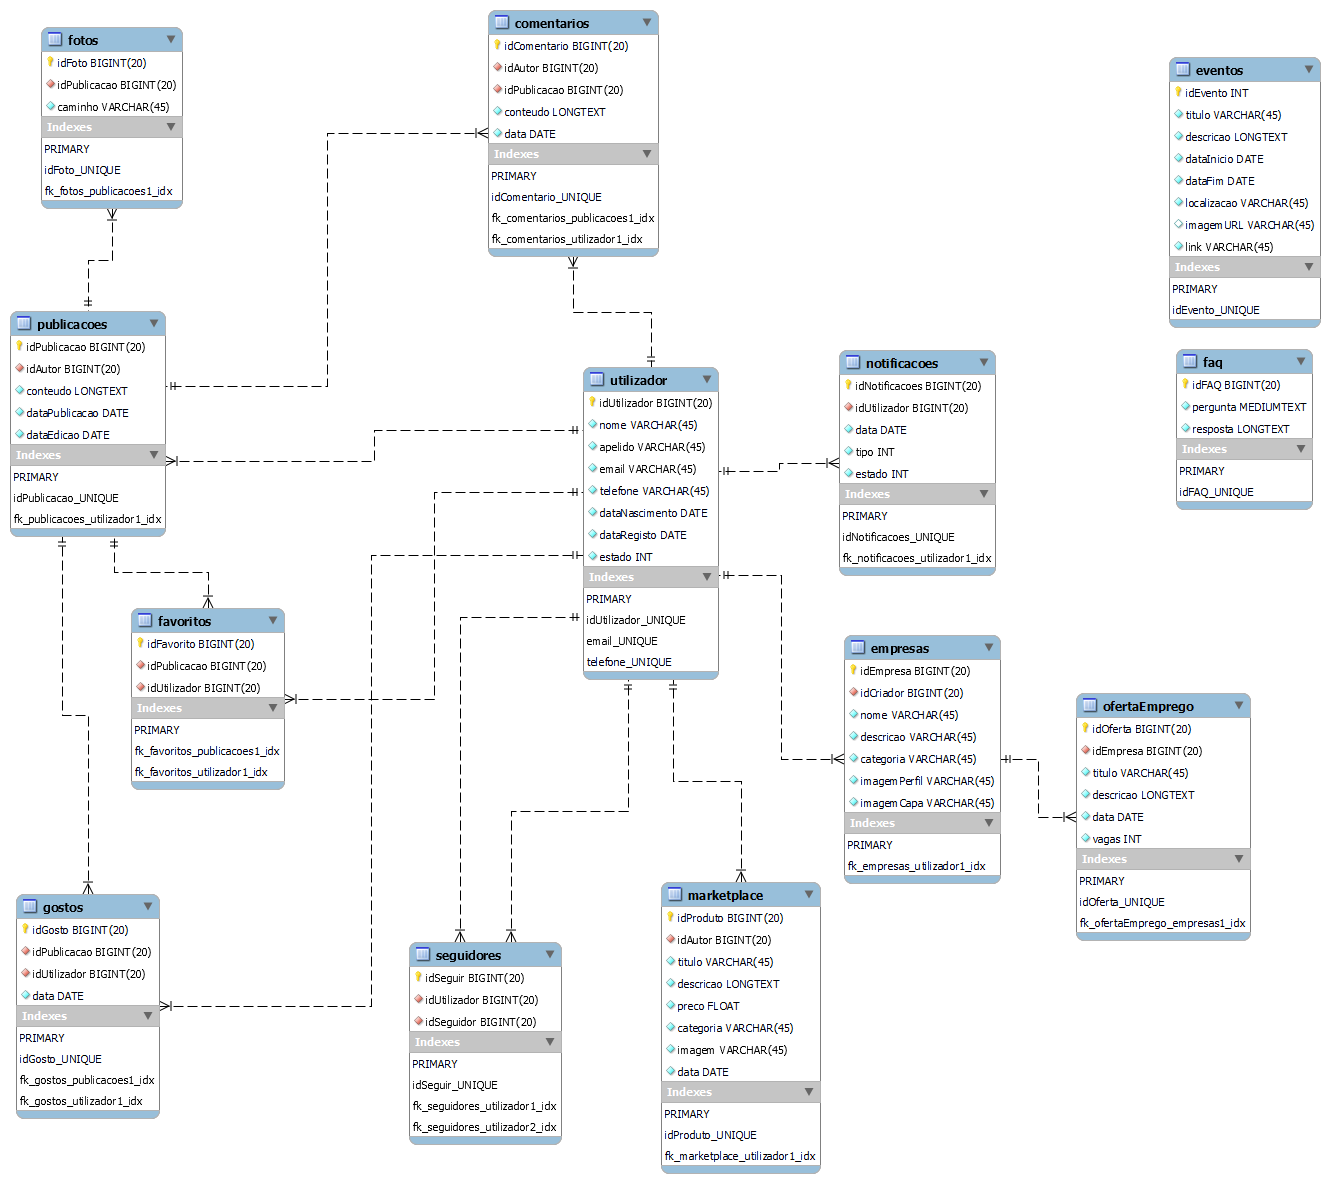 fotos
idFoto BIGINT(20)
idPublicacao BIGINT(20)
caminho VARCHAR(45)
Indexes
PRIMARY
idFoto_UNIQUE
fk_fotos_publicacoes1_idx
comentarios
idComentario BIGINT(20)
idAutor BIGINT(20)
idPublicacao BIGINT(20)
conteudo LONGTEXT
data DATE
Indexes
PRIMARY
idComentario_UNIQUE
fk_comentarios_publicacoes1_idx
fk_comentarios_utilizador1_idx
eventos
idEvento INT
titulo VARCHAR(45)
descricao LONGTEXT
dataInicio DATE
dataFim DATE
localizacao VARCHAR(45)
imagemURL VARCHAR(45)
link VARCHAR(45)
Indexes
PRIMARY
idEvento_UNIQUE
publicacoes
idPublicacao BIGINT(20)
idAutor BIGINT(20)
conteudo LONGTEXT
dataPublicacao DATE
dataEdicao DATE
Indexes
PRIMARY
idPublicacao_UNIQUE
fk_publicacoes_utilizador1_idx
utilizador
idUtilizador BIGINT(20)
nome VARCHAR(45)
apelido VARCHAR(45)
email VARCHAR(45)
telefone VARCHAR(45)
dataNascimento DATE
dataRegisto DATE
estado INT
Indexes
PRIMARY
idUtilizador_UNIQUE
email_UNIQUE
telefone_UNIQUE
notificacoes
idNotificacoes BIGINT(20)
idUtilizador BIGINT(20)
data DATE
tipo INT
estado INT
Indexes
PRIMARY
idNotificacoes_UNIQUE
fk_notificacoes_utilizador1_idx
faq
idFAQ BIGINT(20)
pergunta MEDIUMTEXT
resposta LONGTEXT
Indexes
PRIMARY
idFAQ_UNIQUE
favoritos
idFavorito BIGINT(20)
idPublicacao BIGINT(20)
idUtilizador BIGINT(20)
Indexes
PRIMARY
fk_favoritos_publicacoes1_idx
fk_favoritos_utilizador1_idx
empresas
idEmpresa BIGINT(20)
idCriador BIGINT(20)
nome VARCHAR(45)
descricao VARCHAR(45)
categoria VARCHAR(45)
imagemPerfil VARCHAR(45)
imagemCapa VARCHAR(45)
Indexes
PRIMARY
fk_empresas_utilizador1_idx
ofertaEmprego
idOferta BIGINT(20)
idEmpresa BIGINT(20)
titulo VARCHAR(45)
descricao LONGTEXT
data DATE
vagas INT
Indexes
PRIMARY
idOferta_UNIQUE
fk_ofertaEmprego_empresas1_idx
gostos
idGosto BIGINT(20)
idPublicacao BIGINT(20)
idUtilizador BIGINT(20)
data DATE
Indexes
PRIMARY
idGosto_UNIQUE
fk_gostos_publicacoes1_idx
fk_gostos_utilizador1_idx
seguidores
idSeguir BIGINT(20)
idUtilizador BIGINT(20)
idSeguidor BIGINT(20)
Indexes
PRIMARY
idSeguir_UNIQUE
fk_seguidores_utilizador1_idx
fk_seguidores_utilizador2_idx
marketplace
idProduto BIGINT(20)
idAutor BIGINT(20)
titulo VARCHAR(45)
descricao LONGTEXT
preco FLOAT
categoria VARCHAR(45)
imagem VARCHAR(45)
data DATE
Indexes
PRIMARY
idProduto_UNIQUE
fk_marketplace_utilizador1_idx